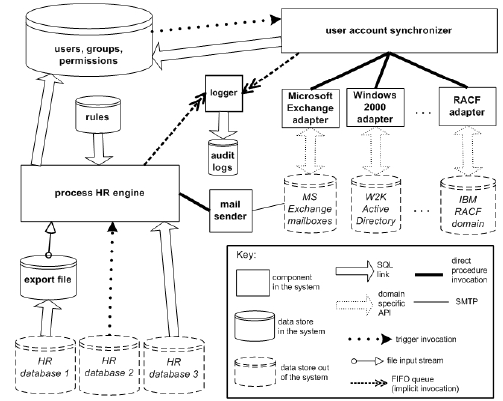 users, groups,
permissions
user account synchronizer
logger
Microsoft
Exchange
adapter
Windows
2000
adapter
. . .
RACF
adapter
rules
audit
logs
process HR engine
mail
sender
MS
Exchange
mailboxes
W2K
Active
Directory
. . .
IBM
RACF
domain
export file
HR
database 1
HR
database 2
HR
database 3
Key:
component
in the system
data store
in the system
data store out
of the system
SQL
link
domain
specific
API
trigger invocation
file input stream
FIFO queue
(implicit invocation)
direct
procedure
invocation
SMTP